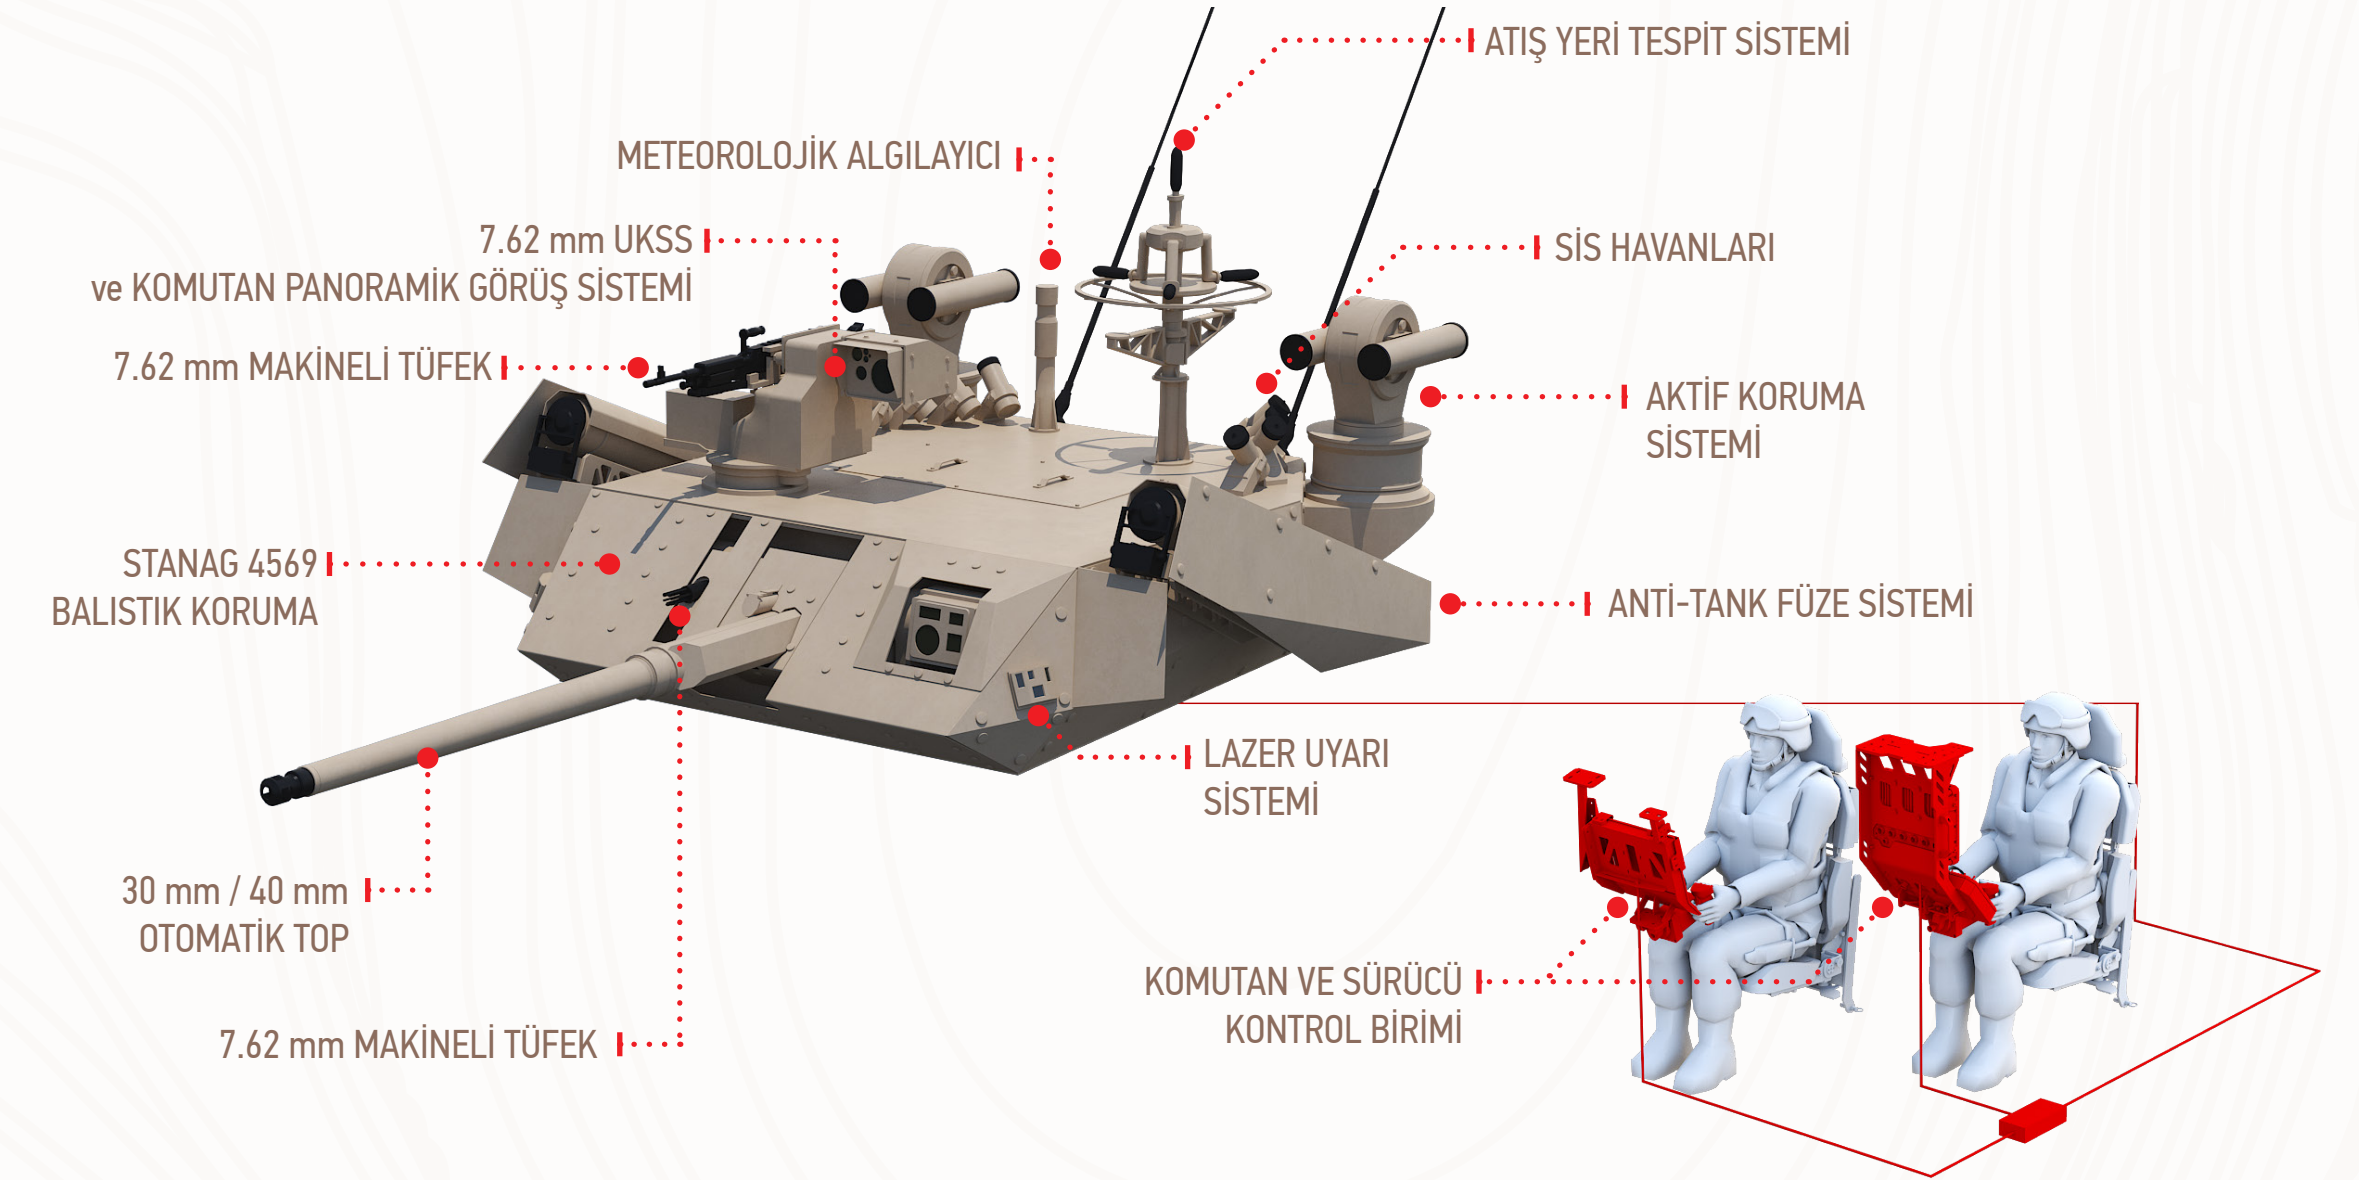 ATIŞ YERİ TESPİT SİSTEMİ
METEOROLOJİK ALGILAYICI
7.62 mm UKSS
ve KOMUTAN PANORAMİK GÖRÜŞ SİSTEMİ
SİS HAVANLARI
7.62 mm MAKİNELİ TÜFEK
AKTİF KORUMA
SİSTEMİ
STANAG 4569
BALISTIK KORUMA
ANTİ-TANK FÜZE SİSTEMİ
LAZER UYARI
SİSTEMİ
30 mm / 40 mm
OTOMATİK TOP
KOMUTAN VE SÜRÜCÜ
KONTROL BİRİMİ
7.62 mm MAKİNELİ TÜFEK